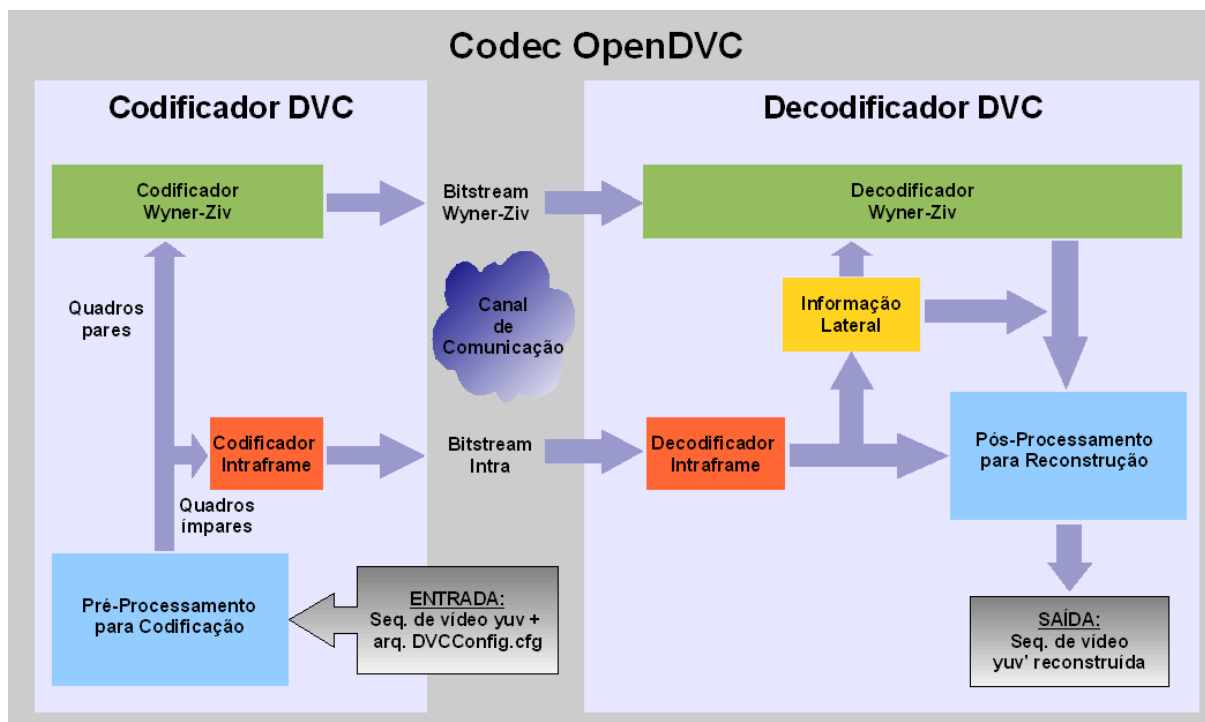 Codec OpenDVC
Codificador DVC
Decodificador DVC
Codificador
Wyner-Ziv
Bitstream
Wyner-Ziv
Decodificador
Wyner-Ziv
Quadros
pares
Canal
de
Comunicação
Informação
Lateral
Codificador
Intraframe
Bitstream
Intra
Decodificador
Intraframe
Pós-Processamento
para Reconstrução
Quadros
ímpares
Pré-Processamento
para Codificação
ENTRADA:
Seq. de vídeo yuv +
arq. DVCConfig.cfg
SAÍDA:
Seq. de vídeo
yuv' reconstruída